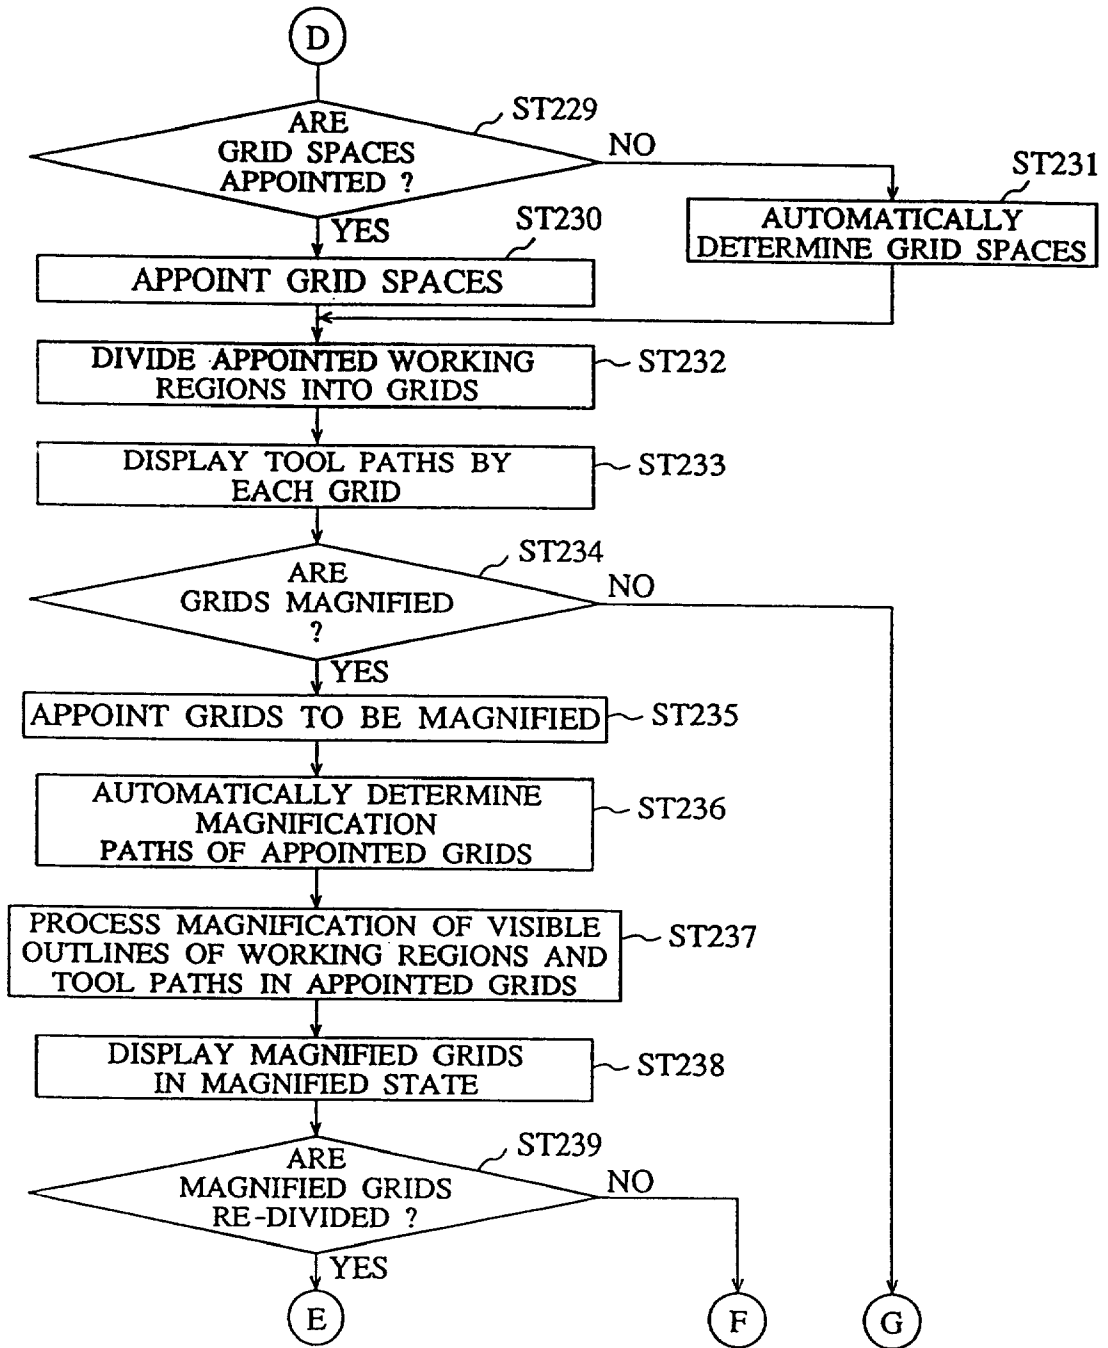 D
ST229
ARE
GRID SPACES
APPOINTED ?
NO
YES
ST231
AUTOMATICALLY
DETERMINE GRID SPACES
ST230
APPOINT GRID SPACES
DIVIDE APPOINTED WORKING
REGIONS INTO GRIDS
ST232
DISPLAY TOOL PATHS BY
EACH GRID
ST233
ST234
ARE
GRIDS MAGNIFIED
?
NO
YES
APPOINT GRIDS TO BE MAGNIFIED
ST235
AUTOMATICALLY DETERMINE
MAGNIFICATION
PATHS OF APPOINTED GRIDS
ST236
PROCESS MAGNIFICATION OF VISIBLE
OUTLINES OF WORKING REGIONS AND
TOOL PATHS IN APPOINTED GRIDS
ST237
DISPLAY MAGNIFIED GRIDS
IN MAGNIFIED STATE
ST238
ST239
ARE
MAGNIFIED GRIDS
RE-DIVIDED ?
NO
YES
E
F
G